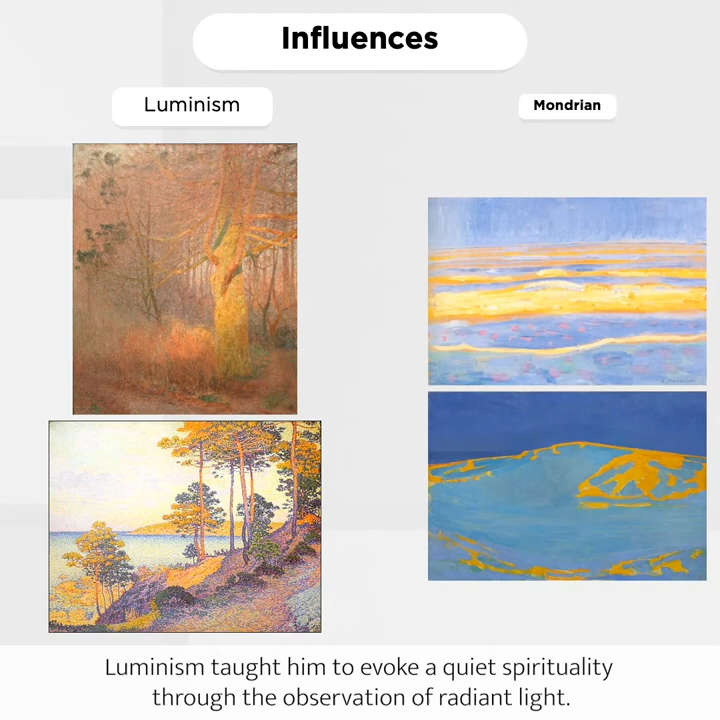 Influences
Luminism
Mondrian
Luminism taught him to evoke a quiet spirituality
through the observation of radiant light.